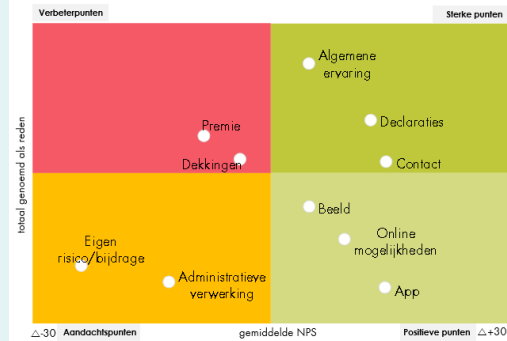 Verbeterpunten
Sterke punten
Algemene
ervaring
Premie
Declaraties
Dekkingen
Contact
totaal genoemd als reden
Beeld
Eigen
risico/bijdrage
Online
mogelijkheden
Administratieve
verwerking
App
△-30
Aandachtspunten
gemiddelde NPS
Positieve punten
△+30